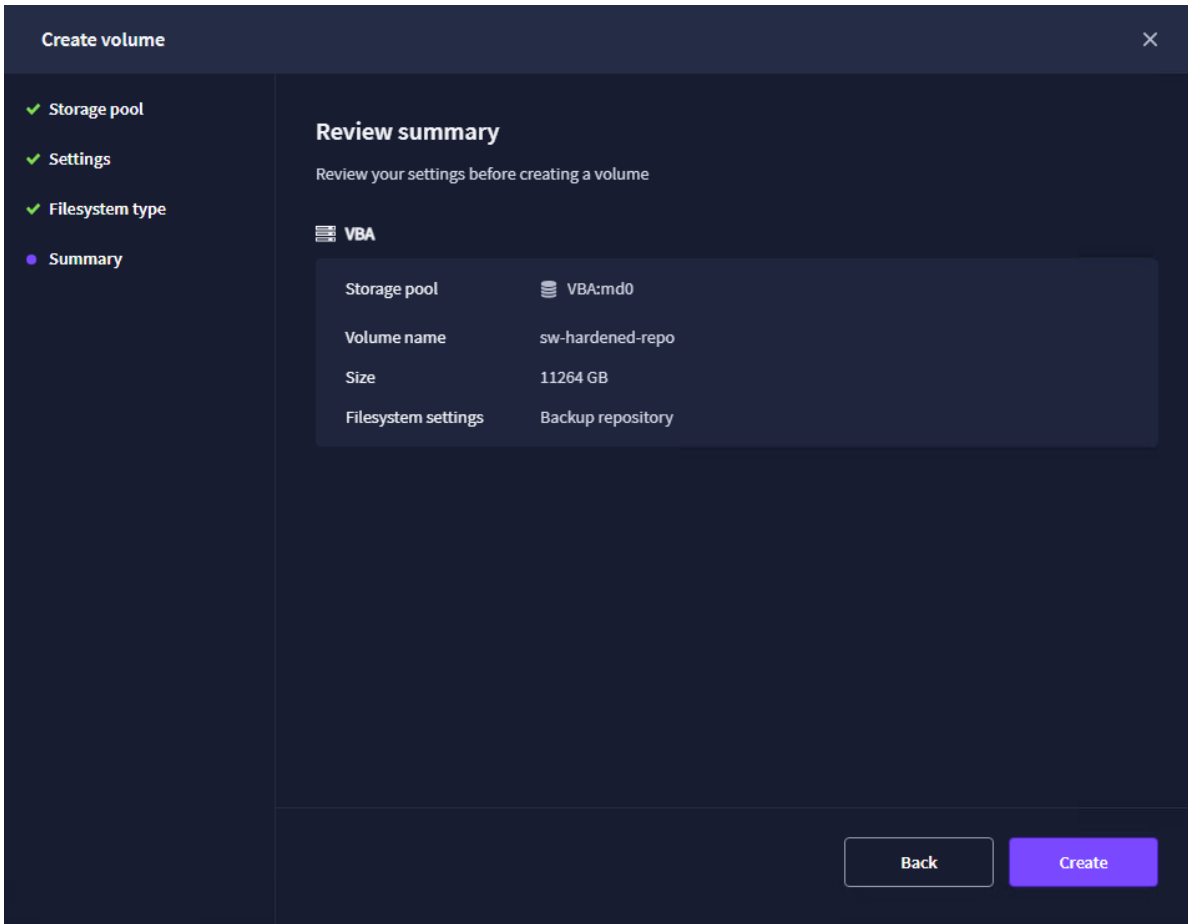 Create volume
Storage pool
Settings
Filesystem type
Summary
Review summary
Review your settings before creating a volume
VBA
Storage pool VBA:md0
Volume name sw-hardened-repo
Size 11264 GB
Filesystem settings Backup repository
Back Create